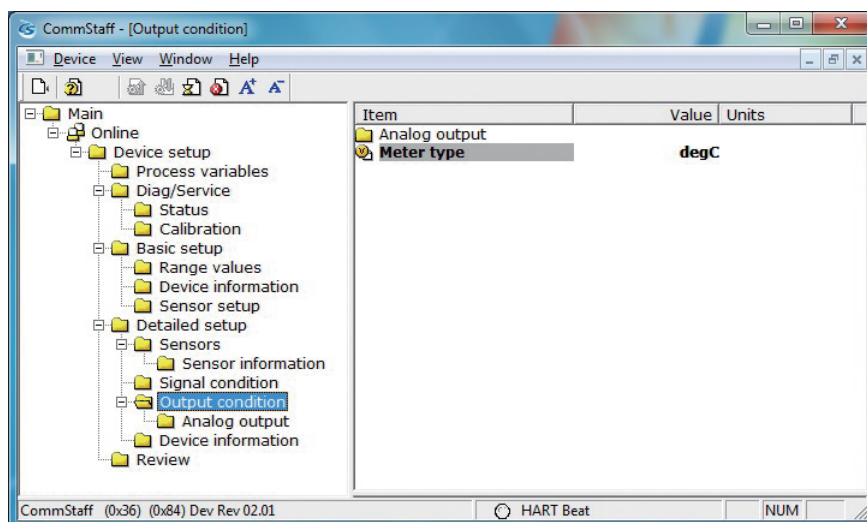 CommStaff - [Output condition]
Device View Window Help
A+ A-
Main
Online
Device setup
Process variables
Diag/Service
Status
Calibration
Basic setup
Range values
Device information
Sensor setup
Detailed setup
Sensors
Sensor information
Signal condition
Output condition
Analog output
Device information
Review
Item Value Units
Analog output
Meter type degC
CommStaff (0x36) (0x84) Dev Rev 02.01 HART Beat NUM